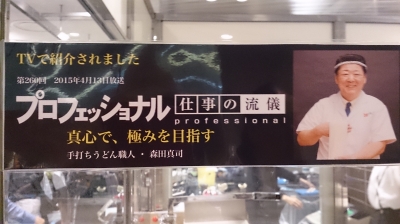 TVで紹介されました
第260回 2015年4月13日放送
プロフェッショナル 仕事の流儀
professional
真心で、極みを目指す
手打ちうどん職人・森田真司